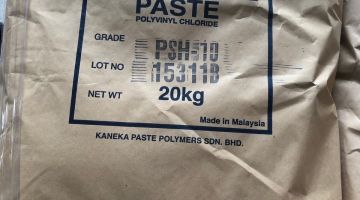 PASTE
POLYVINYL CHLORIDE
GRADE PSH-10
LOT NO 15311B
NET WT 20kg
Made in Malaysia
KANEKA PASTE POLYMERS SDN. BHD.